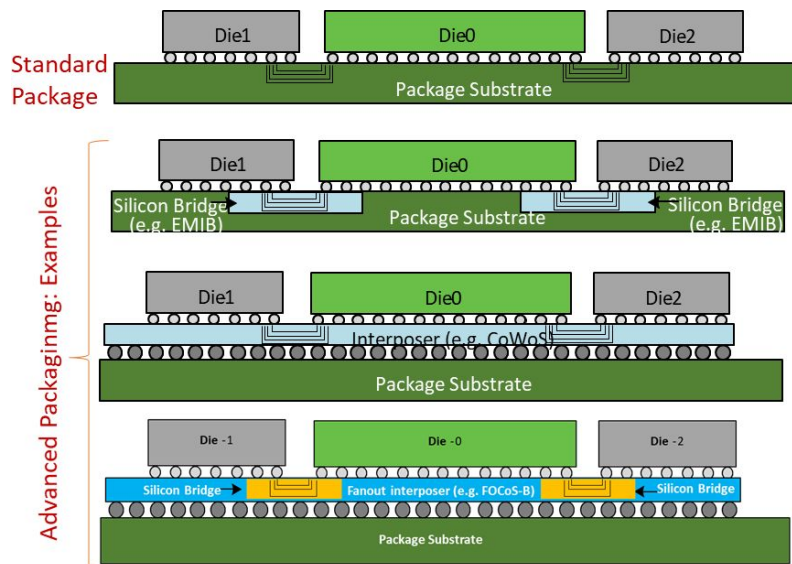 Standard
Package
Die1
Die0
Die2
Package Substrate
Advanced Packaginmg: Examples
Die1
Die0
Die2
Silicon Bridge
(e.g. EMIB)
Package Substrate
Silicon Bridge
(e.g. EMIB)
Die1
Die0
Die2
Interposer (e.g. CoWoS)
Package Substrate
Die -1
Die -0
Die -2
Silicon Bridge
Fanout interposer (e.g. FOCoS-B)
Silicon Bridge
Package Substrate